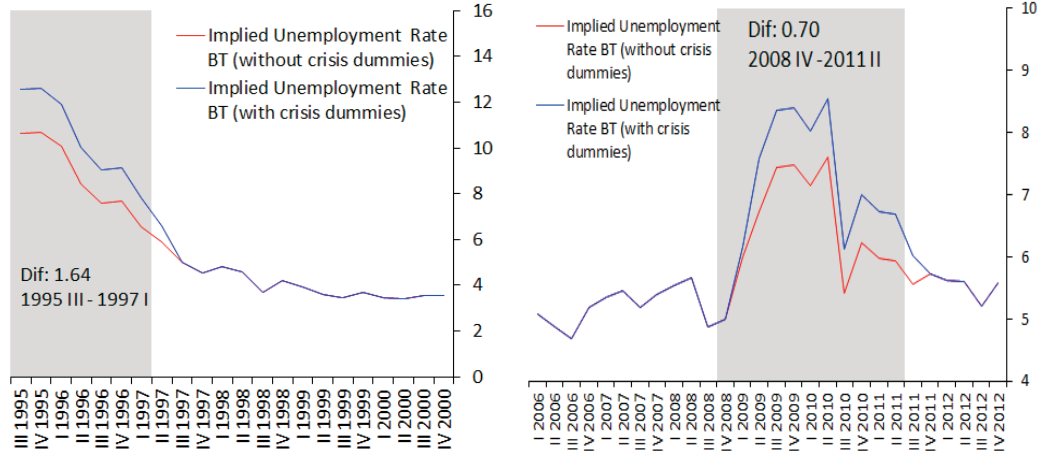 16
14
12
10
8
6
4
2
0
Implied Unemployment Rate
BT (without crisis dummies)
Implied Unemployment Rate
BT (with crisis dummies)
Dif: 1.64
1995 III - 1997 I
III 1995
IV 1995
I 1996
II 1996
III 1996
IV 1996
I 1997
II 1997
III 1997
IV 1997
I 1998
II 1998
III 1998
IV 1998
I 1999
II 1999
III 1999
IV 1999
I 2000
II 2000
III 2000
IV 2000
10
9
8
7
6
5
4
Implied Unemployment
Rate BT (without crisis
dummies)
Implied Unemployment
Rate BT (with crisis
dummies)
Dif: 0.70
2008 IV -2011 II
I 2006
II 2006
III 2006
IV 2006
I 2007
II 2007
III 2007
IV 2007
I 2008
II 2008
III 2008
IV 2008
I 2009
II 2009
III 2009
IV 2009
I 2010
II 2010
III 2010
IV 2010
I 2011
II 2011
III 2011
IV 2011
I 2012
II 2012
III 2012
IV 2012